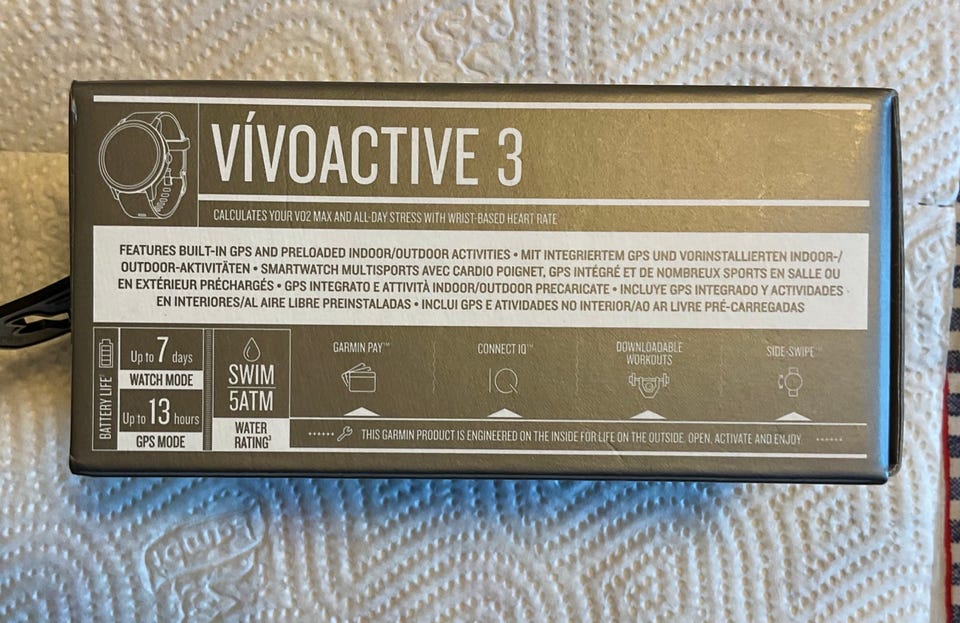 VÍVOACTIVE 3
CALCULATES YOUR VO2 MAX AND ALL-DAY STRESS WITH WRIST-BASED HEART RATE
FEATURES BUILT-IN GPS AND PRELOADED INDOOR/OUTDOOR ACTIVITIES • MIT INTEGRIERTEM GPS UND VORINSTALLIERTEN INDOOR-/
OUTDOOR-AKTIVITÄTEN • SMARTWATCH MULTISPORTS AVEC CARDIO POIGNET, GPS INTÉGRÉ ET DE NOMBREUX SPORTS EN SALLE OU
EN EXTÉRIEUR PRÉCHARGÉS • GPS INTEGRATO E ATTIVITÀ INDOOR/OUTDOOR PRECARICATE • INCLUYE GPS INTEGRADO Y ACTIVIDADES
EN INTERIORES/AL AIRE LIBRE PREINSTALADAS • INCLUI GPS E ATIVIDADES NO INTERIOR/AO AR LIVRE PRÉ-CARREGADAS
BATTERY LIFE
Up to 7 days
WATCH MODE
Up to 13 hours
GPS MODE
SWIM
5ATM
WATER
RATING³
GARMIN PAY™
CONNECT IQ™
DOWNLOADABLE
WORKOUTS
SIDE-SWIPE™
IQ
THIS GARMIN PRODUCT IS ENGINEERED ON THE INSIDE FOR LIFE ON THE OUTSIDE. OPEN, ACTIVATE AND ENJOY